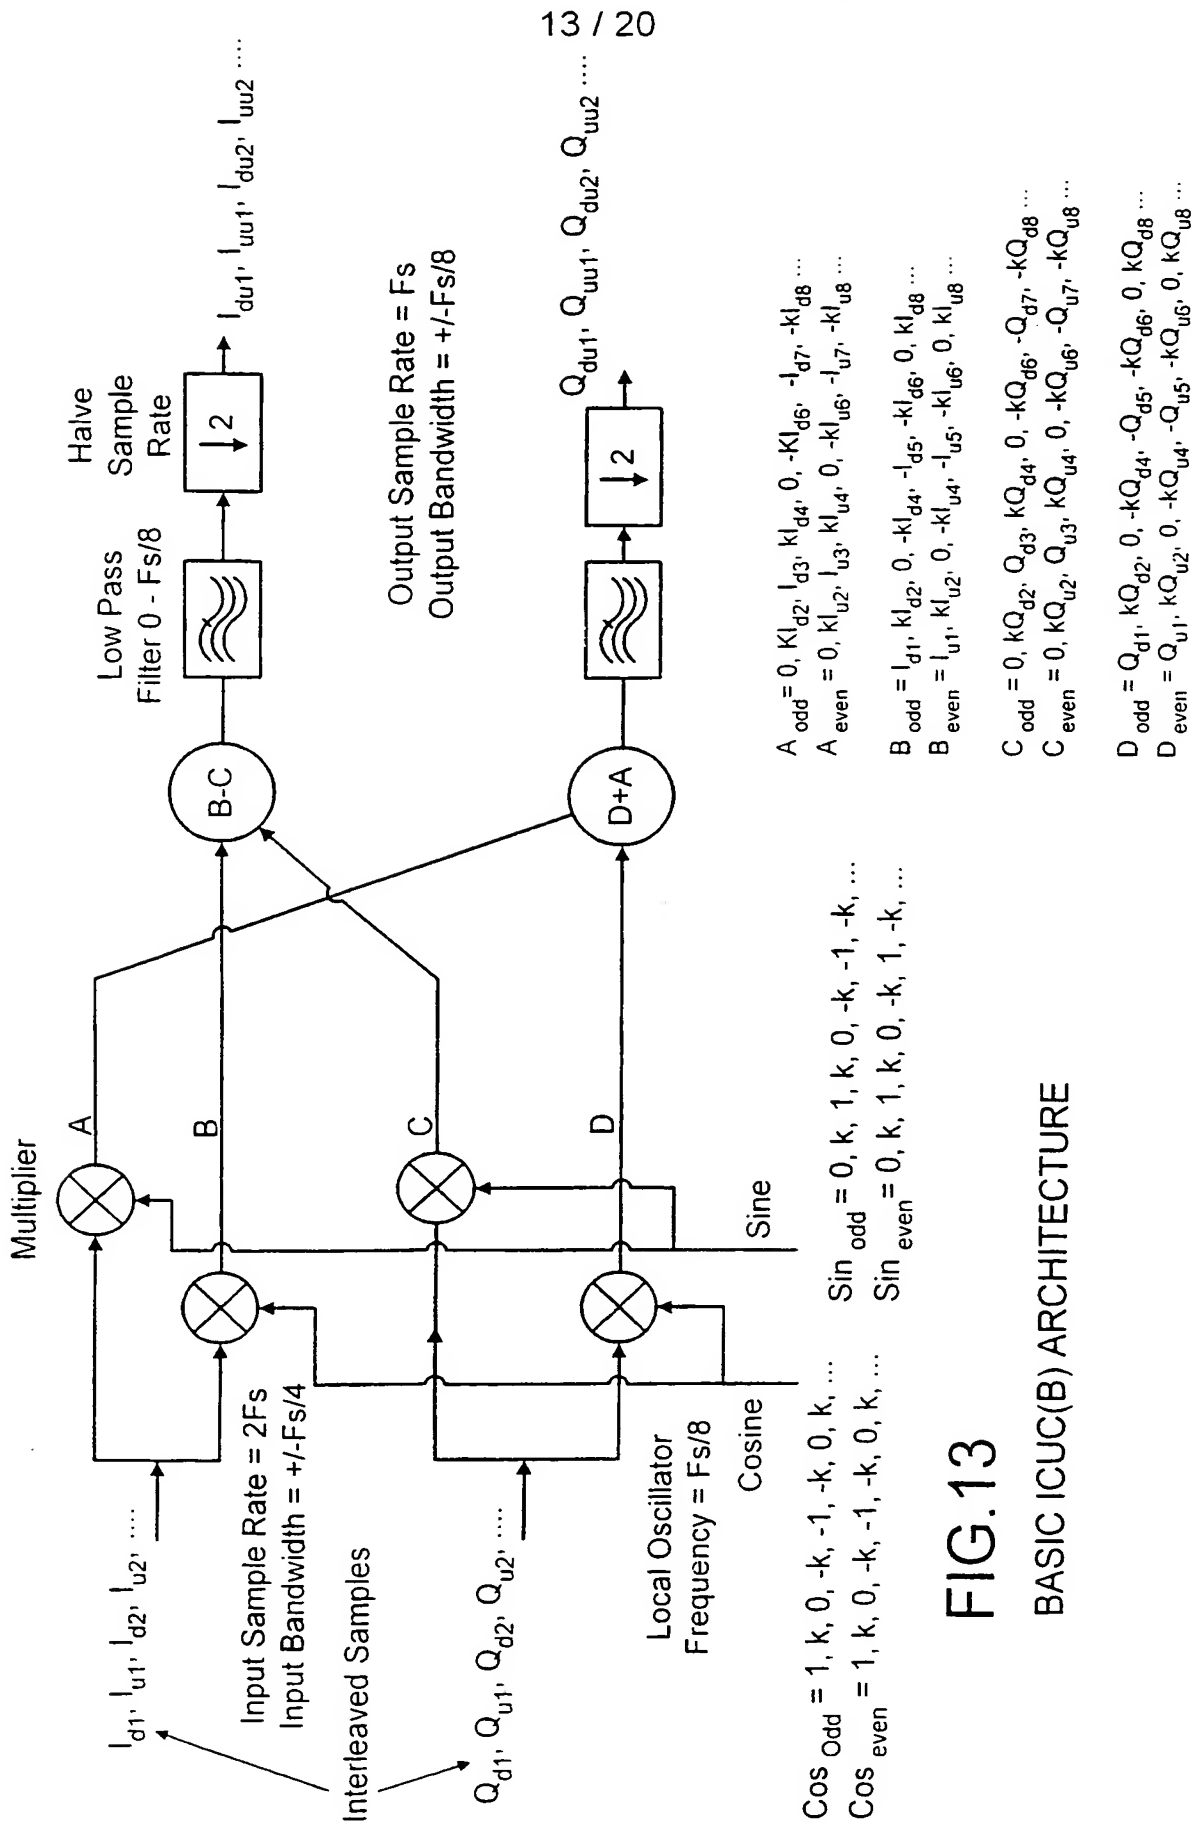 13 / 20
Multiplier
I_d1, I_u1, I_d2, I_u2, ....
Input Sample Rate = 2Fs
Input Bandwidth = +/-Fs/4
Interleaved Samples
Q_d1, Q_u1, Q_d2, Q_u2, ....
Local Oscillator
Frequency = Fs/8
Cosine
Sine
A
B
C
D
B-C
D+A
Low Pass
Filter 0 - Fs/8
Halve
Sample
Rate
↓ 2
↓ 2
I_du1, I_uu1, I_du2, I_uu2 ....
Output Sample Rate = Fs
Output Bandwidth = +/-Fs/8
Q_du1, Q_uu1, Q_du2, Q_uu2 ....
Cos_Odd = 1, k, 0, -k, -1, -k, 0, k, ...
Cos_even = 1, k, 0, -k, -1, -k, 0, k, ...
Sin_odd = 0, k, 1, k, 0, -k, -1, -k, ...
Sin_even = 0, k, 1, k, 0, -k, 1, -k, ...
A_odd = 0, KI_d2, I_d3, kI_d4, 0, -KI_d6, -I_d7, -kI_d8 ...
A_even = 0, kI_u2, I_u3, kI_u4, 0, -kI_u6, -I_u7, -kI_u8 ...
B_odd = I_d1, kI_d2, 0, -kI_d4, -I_d5, -kI_d6, 0, kI_d8 ...
B_even = I_u1, kI_u2, 0, -kI_u4, -I_u5, -kI_u6, 0, kI_u8 ...
C_odd = 0, kQ_d2, Q_d3, kQ_d4, 0, -kQ_d6, -Q_d7, -kQ_d8 ...
C_even = 0, kQ_u2, Q_u3, kQ_u4, 0, -kQ_u6, -Q_u7, -kQ_u8 ...
D_odd = Q_d1, kQ_d2, 0, -kQ_d4, -Q_d5, -kQ_d6, 0, kQ_d8 ...
D_even = Q_u1, kQ_u2, 0, -kQ_u4, -Q_u5, -kQ_u6, 0, kQ_u8 ...
FIG.13
BASIC ICUC(B) ARCHITECTURE